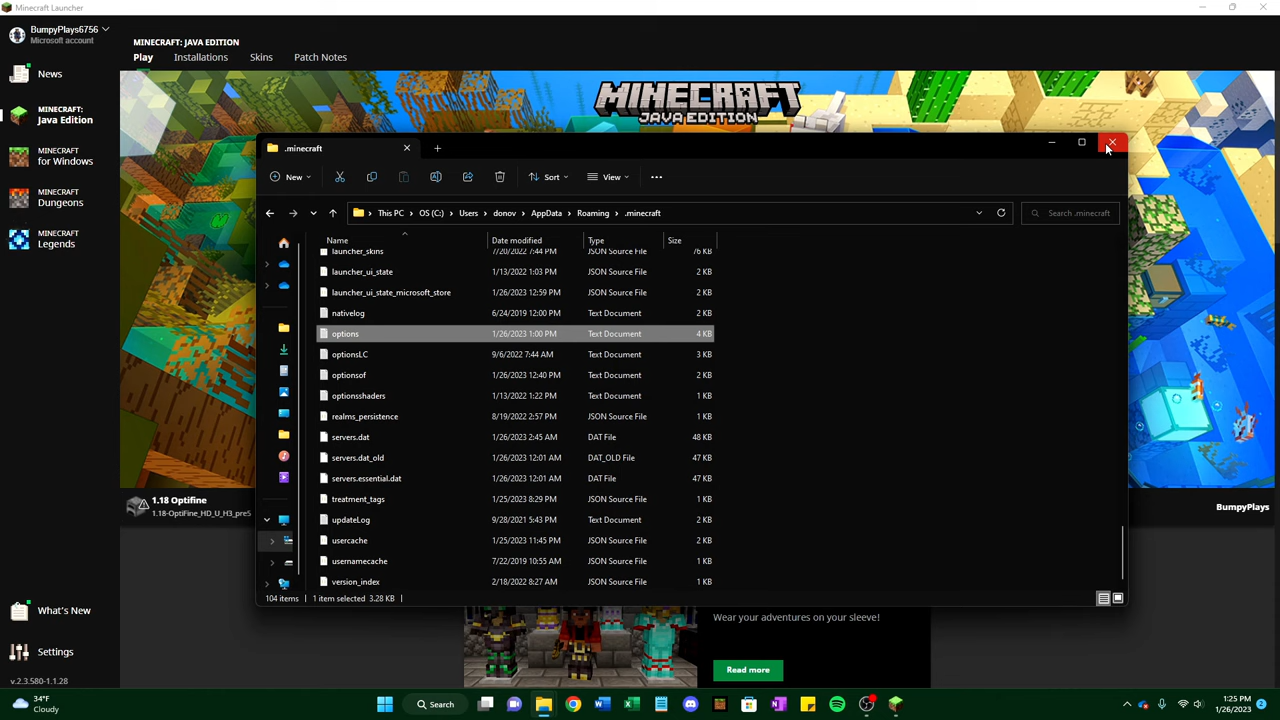 Minecraft Launcher
BumpyPlays6756
Microsoft account
News
MINECRAFT:
Java Edition
MINECRAFT
for Windows
MINECRAFT
Dungeons
MINECRAFT
Legends
What's New
Settings
v.2.3.580-1.1.28
MINECRAFT: JAVA EDITION
Play Installations Skins Patch Notes
MINECRAFT
JAVA EDITION
.minecraft
New Sort View
This PC > OS (C:) > Users > donov > AppData > Roaming > .minecraft
Search .minecraft
Name Date modified Type Size
launcher_skins 7/20/2022 7:44 PM JSON Source File 76 KB
launcher_ui_state 1/13/2022 1:03 PM JSON Source File 2 KB
launcher_ui_state_microsoft_store 1/26/2023 12:59 PM JSON Source File 2 KB
nativelog 6/24/2019 12:00 PM Text Document 2 KB
options 1/26/2023 1:00 PM Text Document 4 KB
optionsLC 9/6/2022 7:44 AM Text Document 3 KB
optionsof 1/26/2023 12:40 PM Text Document 2 KB
optionsshaders 1/13/2022 1:22 PM Text Document 1 KB
realms_persistence 8/19/2022 2:57 PM JSON Source File 1 KB
servers.dat 1/26/2023 2:45 AM DAT File 48 KB
servers.dat_old 1/26/2023 12:01 AM DAT_OLD File 47 KB
servers.essential.dat 1/26/2023 12:01 AM DAT File 47 KB
treatment_tags 1/25/2023 8:29 PM JSON Source File 1 KB
updateLog 9/28/2021 5:43 PM Text Document 2 KB
usercache 1/25/2023 11:45 PM JSON Source File 2 KB
usernamecache 7/22/2019 10:55 AM JSON Source File 1 KB
version_index 2/18/2022 8:27 AM JSON Source File 1 KB
104 items 1 item selected 3.28 KB
1.18 Optifine
1.18-OptiFine_HD_U_H3_pre5
BumpyPlays
Wear your adventures on your sleeve!
Read more
34°F
Cloudy
Search
1:25 PM
1/26/2023
2